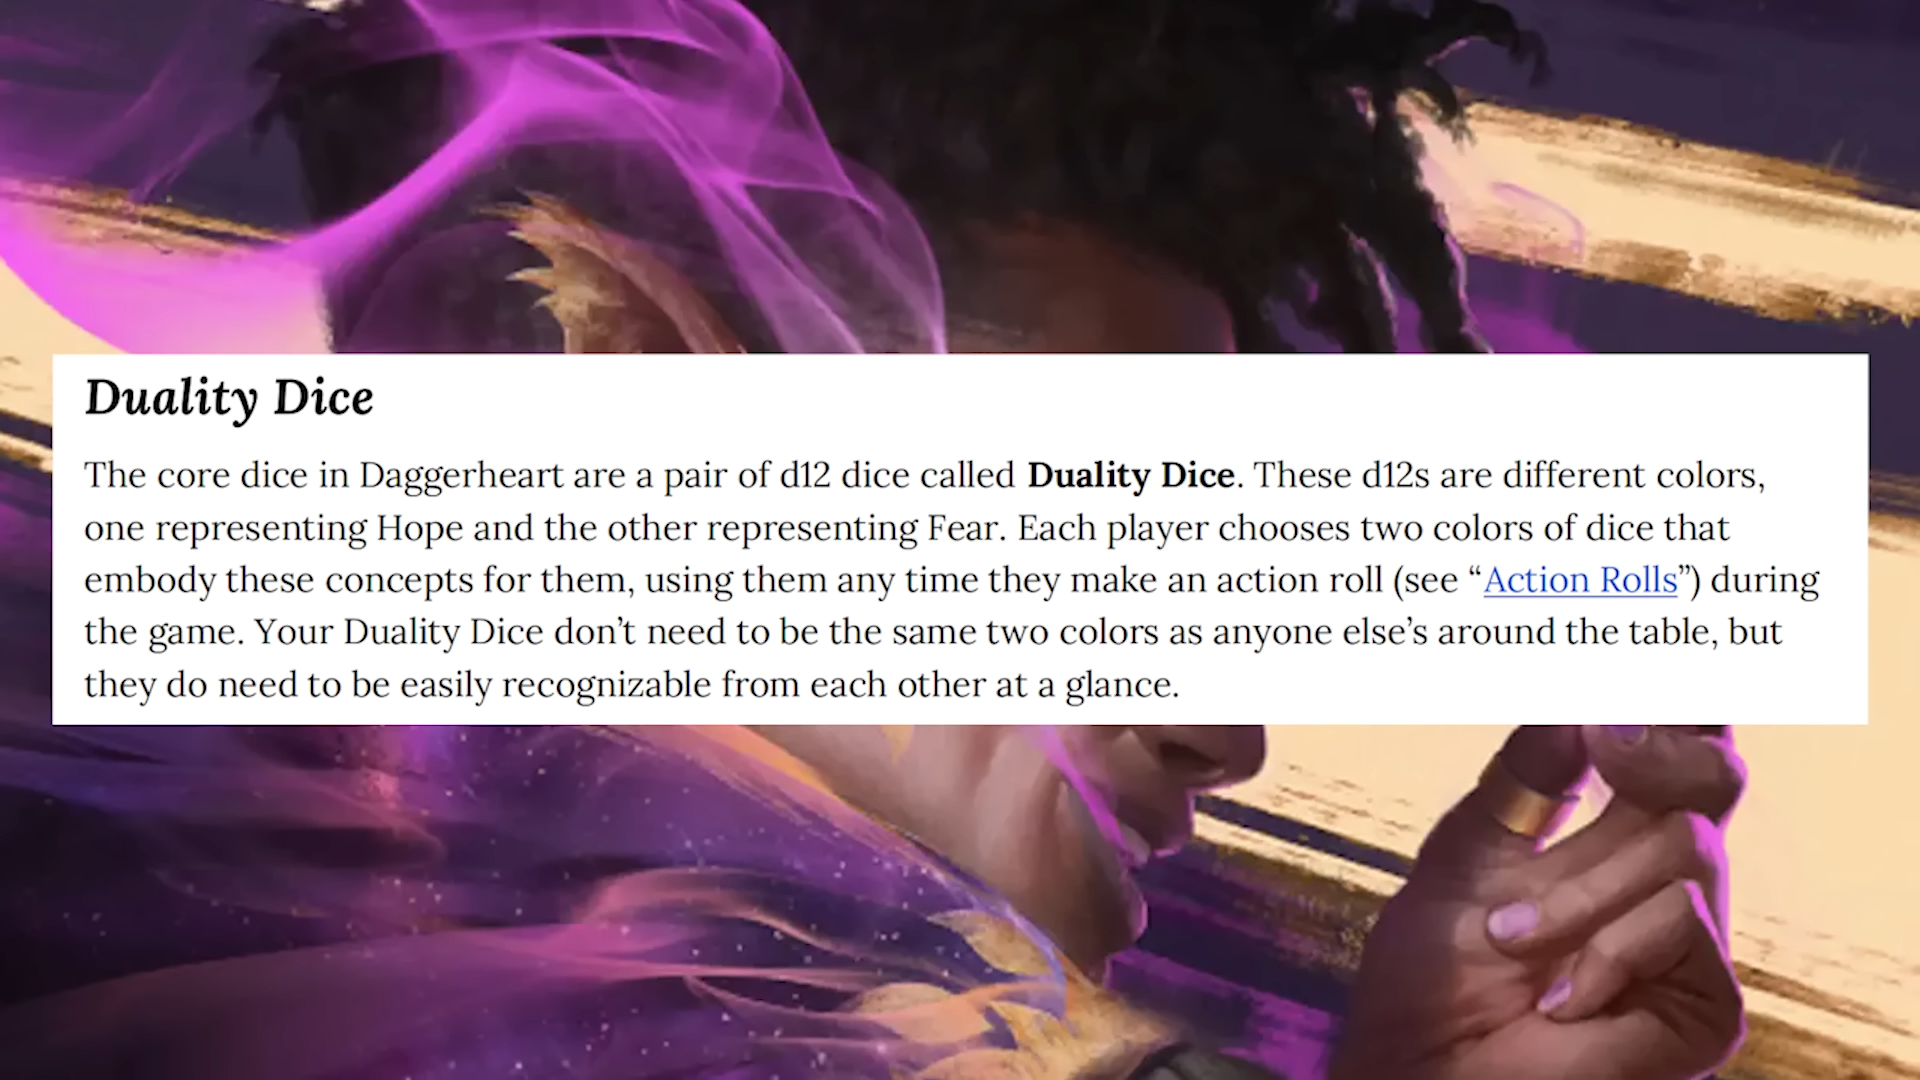 Duality Dice
The core dice in Daggerheart are a pair of d12 dice called Duality Dice. These d12s are different colors,
one representing Hope and the other representing Fear. Each player chooses two colors of dice that
embody these concepts for them, using them any time they make an action roll (see “Action Rolls”) during
the game. Your Duality Dice don’t need to be the same two colors as anyone else’s around the table, but
they do need to be easily recognizable from each other at a glance.